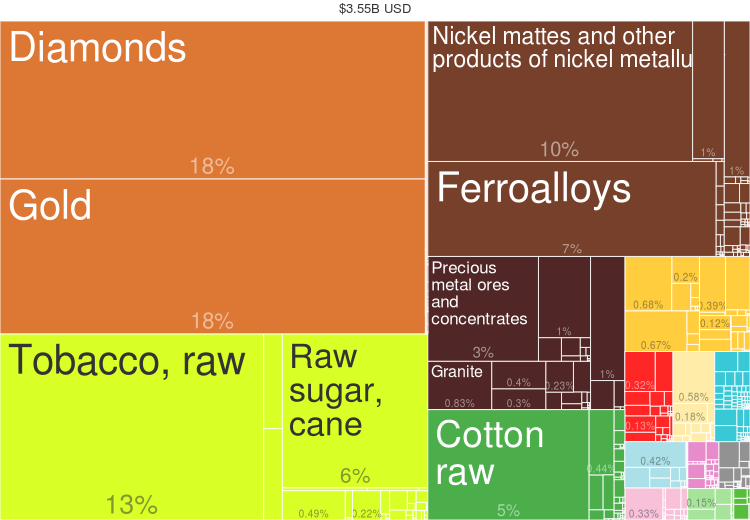 $3.55B USD
Diamonds
18%
Gold
18%
Tobacco, raw
13%
Raw
sugar,
cane
6%
0.49%
0.22%
Nickel mattes and other
products of nickel metallu
10%
1%
1%
Ferroalloys
7%
Precious
metal ores
and
concentrates
3%
1%
1%
Granite
0.83%
0.4%
0.3%
0.23%
Cotton
raw
5%
0.44%
0.68%
0.2%
0.39%
0.12%
0.67%
0.32%
0.13%
0.58%
0.18%
0.42%
0.33%
0.15%